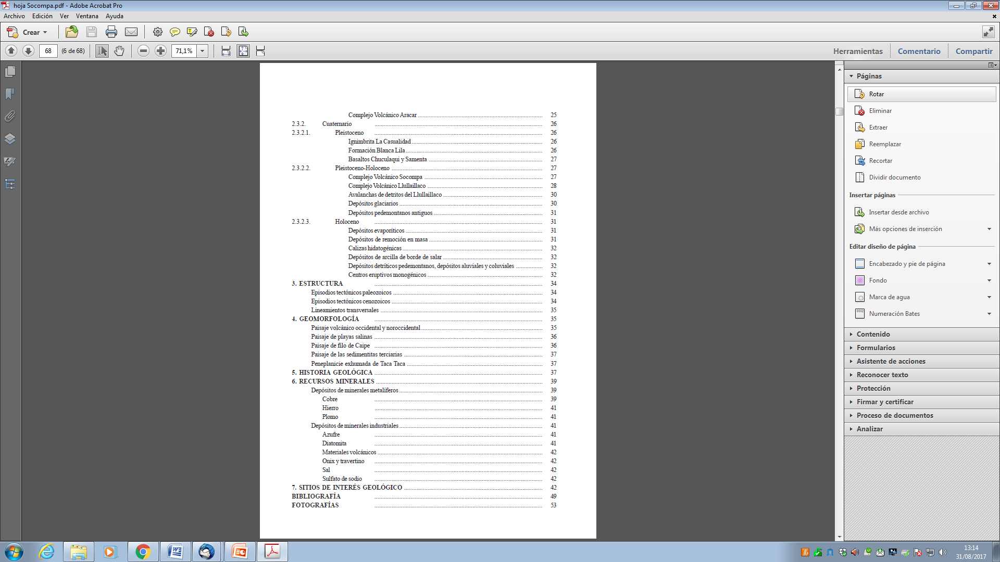 hoja Socompa.pdf - Adobe Acrobat Pro
Archivo Edición Ver Ventana Ayuda
Crear
68 (6 de 68) 71,1% Herramientas Comentario Compartir
Complejo Volcánico Aracar 25
2.3.2. Cuaternario 26
2.3.2.1. Pleistoceno 26
Ignimbrita La Casualidad 26
Formación Blanca Lila 26
Basaltos Chuculaqui y Samenta 27
2.3.2.2. Pleistoceno-Holoceno 27
Complejo Volcánico Socompa 27
Complejo Volcánico Llullaillaco 28
Avalanchas de detritos del Llullaillaco 30
Depósitos glaciarios 30
Depósitos pedemontanos antiguos 31
2.3.2.3. Holoceno 31
Depósitos evaporíticos 31
Depósitos de remoción en masa 31
Calizas hidatogénicas 32
Depósitos de arcilla de borde de salar 32
Depósitos detríticos pedemontanos, depósitos aluviales y coluviales 32
Centros eruptivos monogénicos 32
3. ESTRUCTURA 34
Episodios tectónicos paleozoicos 34
Episodios tectónicos cenozoicos 34
Lineamientos transversales 35
4. GEOMORFOLOGÍA 35
Paisaje volcánico occidental y noroccidental 35
Paisaje de playas salinas 36
Paisaje de filo de Caipe 36
Paisaje de las sedimentitas terciarias 37
Peneplanicie exhumada de Taca Taca 37
5. HISTORIA GEOLÓGICA 37
6. RECURSOS MINERALES 39
Depósitos de minerales metalíferos 39
Cobre 39
Hierro 41
Plomo 41
Depósitos de minerales industriales 41
Azufre 41
Diatomita 41
Materiales volcánicos 42
Onix y travertino 42
Sal 42
Sulfato de sodio 42
7. SITIOS DE INTERÉS GEOLÓGICO 42
BIBLIOGRAFÍA 49
FOTOGRAFÍAS 53
Páginas
Rotar
Eliminar
Extraer
Reemplazar
Recortar
Dividir documento
Insertar páginas
Insertar desde archivo
Más opciones de inserción
Editar diseño de página
Encabezado y pie de página
Fondo
Marca de agua
Numeración Bates
Contenido
Formularios
Asistente de acciones
Reconocer texto
Protección
Firmar y certificar
Proceso de documentos
Analizar
13:14
31/08/2017